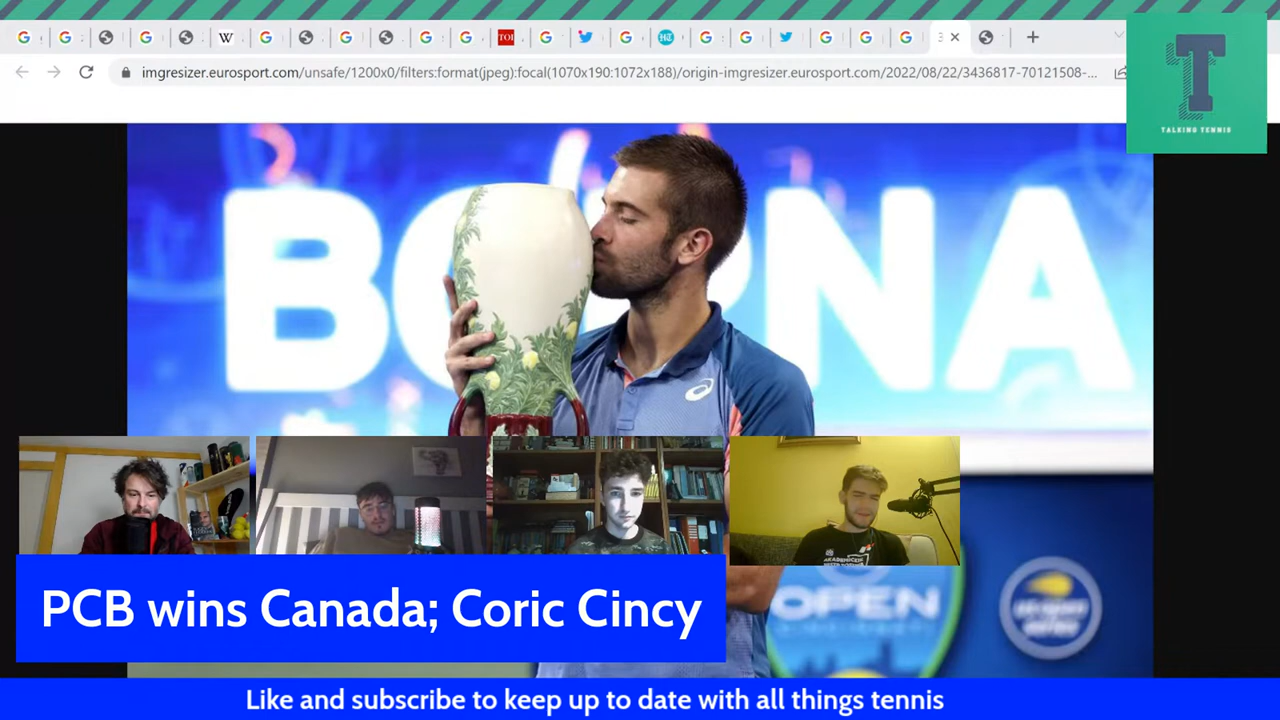 imgresizer.eurosport.com/unsafe/1200x0/filters:format(jpeg):focal(1070x190:1072x188)/origin-imgresizer.eurosport.com/2022/08/22/3436817-70121508-...
T
TALKING TENNIS
BORNA
OPEN
PCB wins Canada; Coric Cincy
Like and subscribe to keep up to date with all things tennis